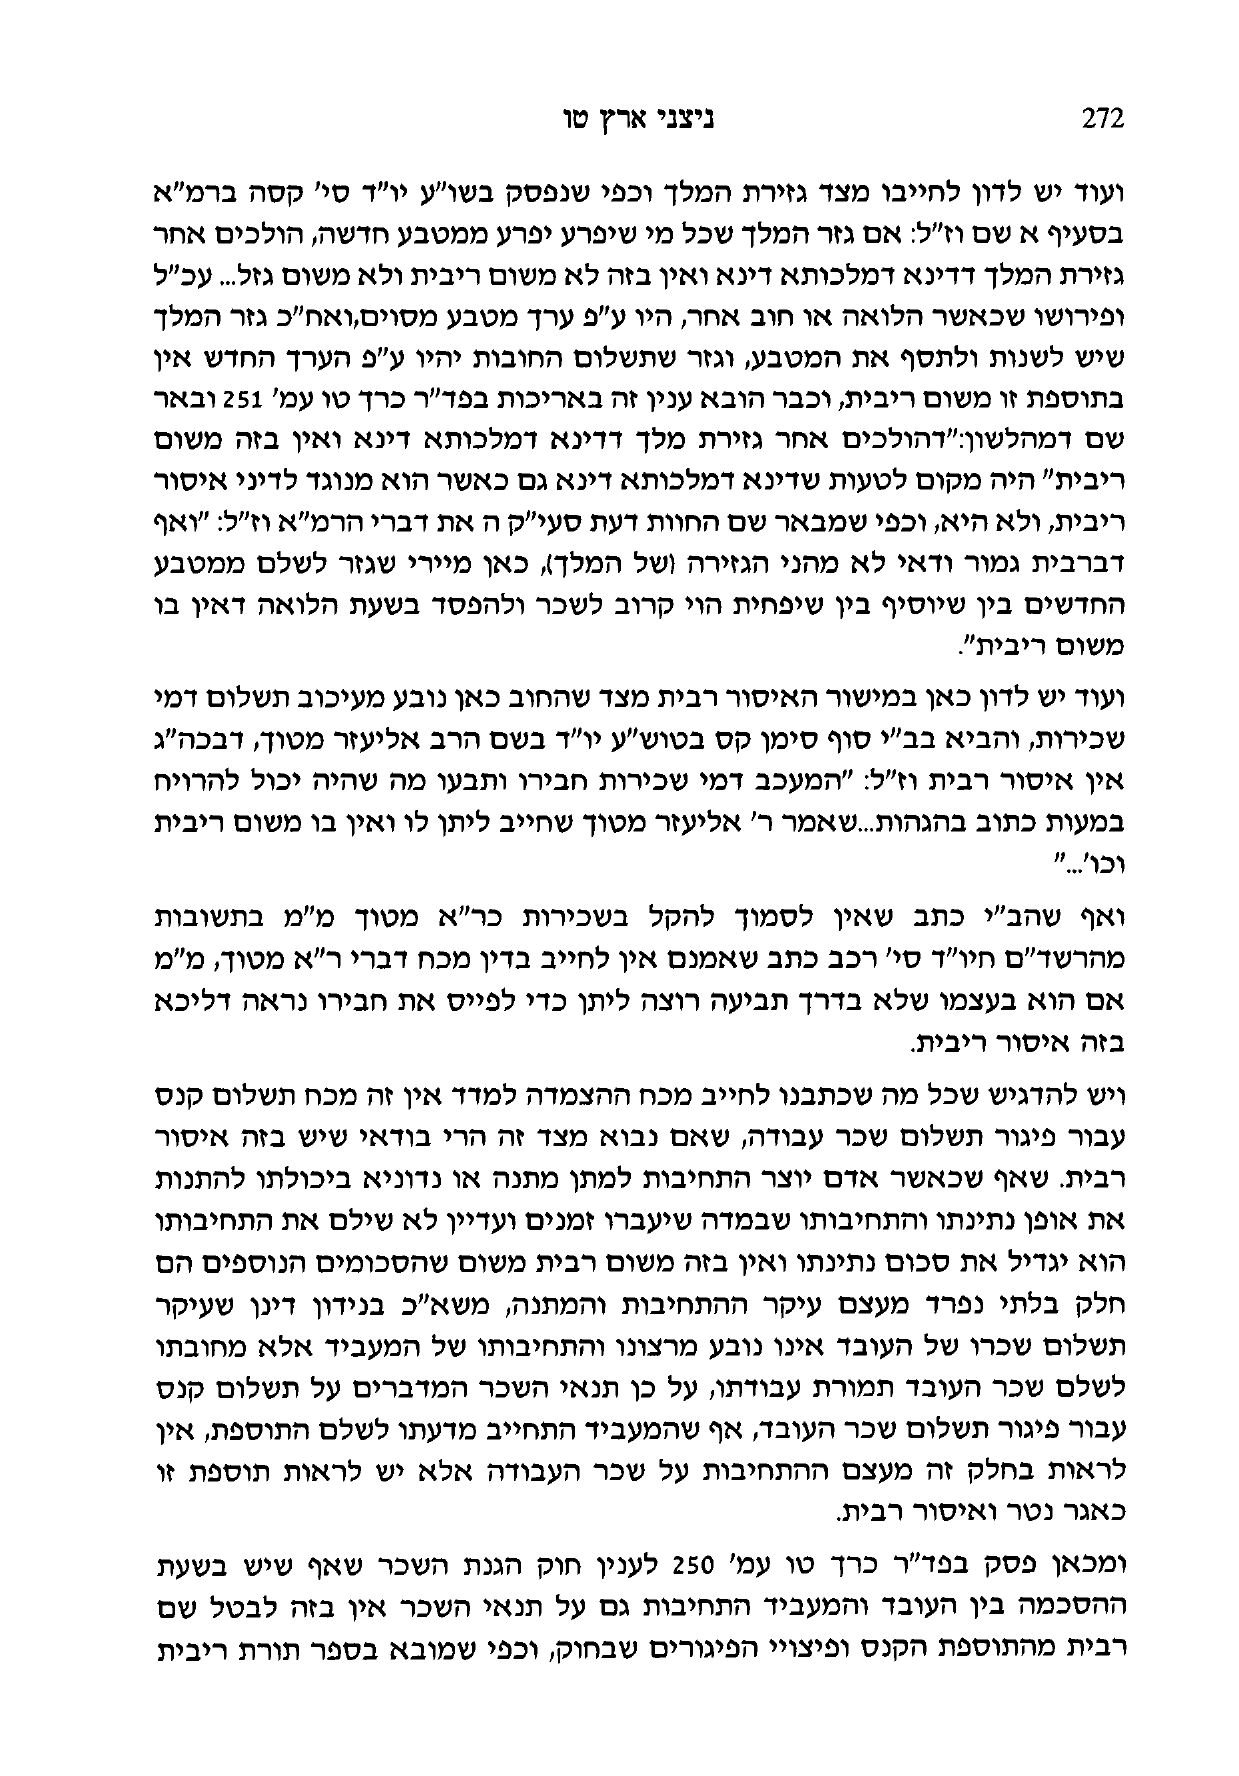 272 ניצני ארץ טו
ועוד יש לדון לחייבו מצד גזירת המלך וכפי שנפסק בשו"ע יו"ד סי' קסה ברמ"א
בסעיף א שם וז"ל: אם גזר המלך שכל מי שיפרע יפרע ממטבע חדשה, הולכים אחר
גזירת המלך דדינא דמלכותא דינא ואין בזה לא משום ריבית ולא משום גזל... עכ"ל
ופירושו שכאשר הלואה או חוב אחר, היו ע"פ ערך מטבע מסוים,ואח"כ גזר המלך
שיש לשנות ולתסף את המטבע, וגזר שתשלום החובות יהיו ע"פ הערך החדש אין
בתוספת זו משום ריבית, וכבר הובא ענין זה באריכות בפד"ר כרך טו עמ' 251 ובאר
שם דמהלשון:"דהולכים אחר גזירת מלך דדינא דמלכותא דינא ואין בזה משום
ריבית" היה מקום לטעות שדינא דמלכותא דינא גם כאשר הוא מנוגד לדיני איסור
ריבית, ולא היא, וכפי שמבאר שם החוות דעת סעי"ק ה את דברי הרמ"א וז"ל: "ואף
דברבית גמור ודאי לא מהני הגזירה (של המלך), כאן מיירי שגזר לשלם ממטבע
החדשים בין שיוסיף בין שיפחית הוי קרוב לשכר ולהפסד בשעת הלואה דאין בו
משום ריבית".
ועוד יש לדון כאן במישור האיסור רבית מצד שהחוב כאן נובע מעיכוב תשלום דמי
שכירות, והביא בב"י סוף סימן קס בטוש"ע יו"ד בשם הרב אליעזר מטוך, דבכה"ג
אין איסור רבית וז"ל: "המעכב דמי שכירות חבירו ותבעו מה שהיה יכול להרויח
במעות כתוב בהגהות...שאמר ר' אליעזר מטוך שחייב ליתן לו ואין בו משום ריבית
וכו'..."
ואף שהב"י כתב שאין לסמוך להקל בשכירות כר"א מטוך מ"מ בתשובות
מהרשד"ם חיו"ד סי' רכב כתב שאמנם אין לחייב בדין מכח דברי ר"א מטוך, מ"מ
אם הוא בעצמו שלא בדרך תביעה רוצה ליתן כדי לפייס את חבירו נראה דליכא
בזה איסור ריבית.
ויש להדגיש שכל מה שכתבנו לחייב מכח ההצמדה למדד אין זה מכח תשלום קנס
עבור פיגור תשלום שכר עבודה, שאם נבוא מצד זה הרי בודאי שיש בזה איסור
רבית. שאף שכאשר אדם יוצר התחיבות למתן מתנה או נדוניא ביכולתו להתנות
את אופן נתינתו והתחיבותו שבמדה שיעברו זמנים ועדיין לא שילם את התחיבותו
הוא יגדיל את סכום נתינתו ואין בזה משום רבית משום שהסכומים הנוספים הם
חלק בלתי נפרד מעצם עיקר ההתחיבות והמתנה, משא"כ בנידון דינן שעיקר
תשלום שכרו של העובד אינו נובע מרצונו והתחיבותו של המעביד אלא מחובתו
לשלם שכר העובד תמורת עבודתו, על כן תנאי השכר המדברים על תשלום קנס
עבור פיגור תשלום שכר העובד, אף שהמעביד התחייב מדעתו לשלם התוספת, אין
לראות בחלק זה מעצם ההתחיבות על שכר העבודה אלא יש לראות תוספת זו
כאגר נטר ואיסור רבית.
ומכאן פסק בפד"ר כרך טו עמ' 250 לענין חוק הגנת השכר שאף שיש בשעת
ההסכמה בין העובד והמעביד התחיבות גם על תנאי השכר אין בזה לבטל שם
רבית מהתוספת הקנס ופיצויי הפיגורים שבחוק, וכפי שמובא בספר תורת ריבית